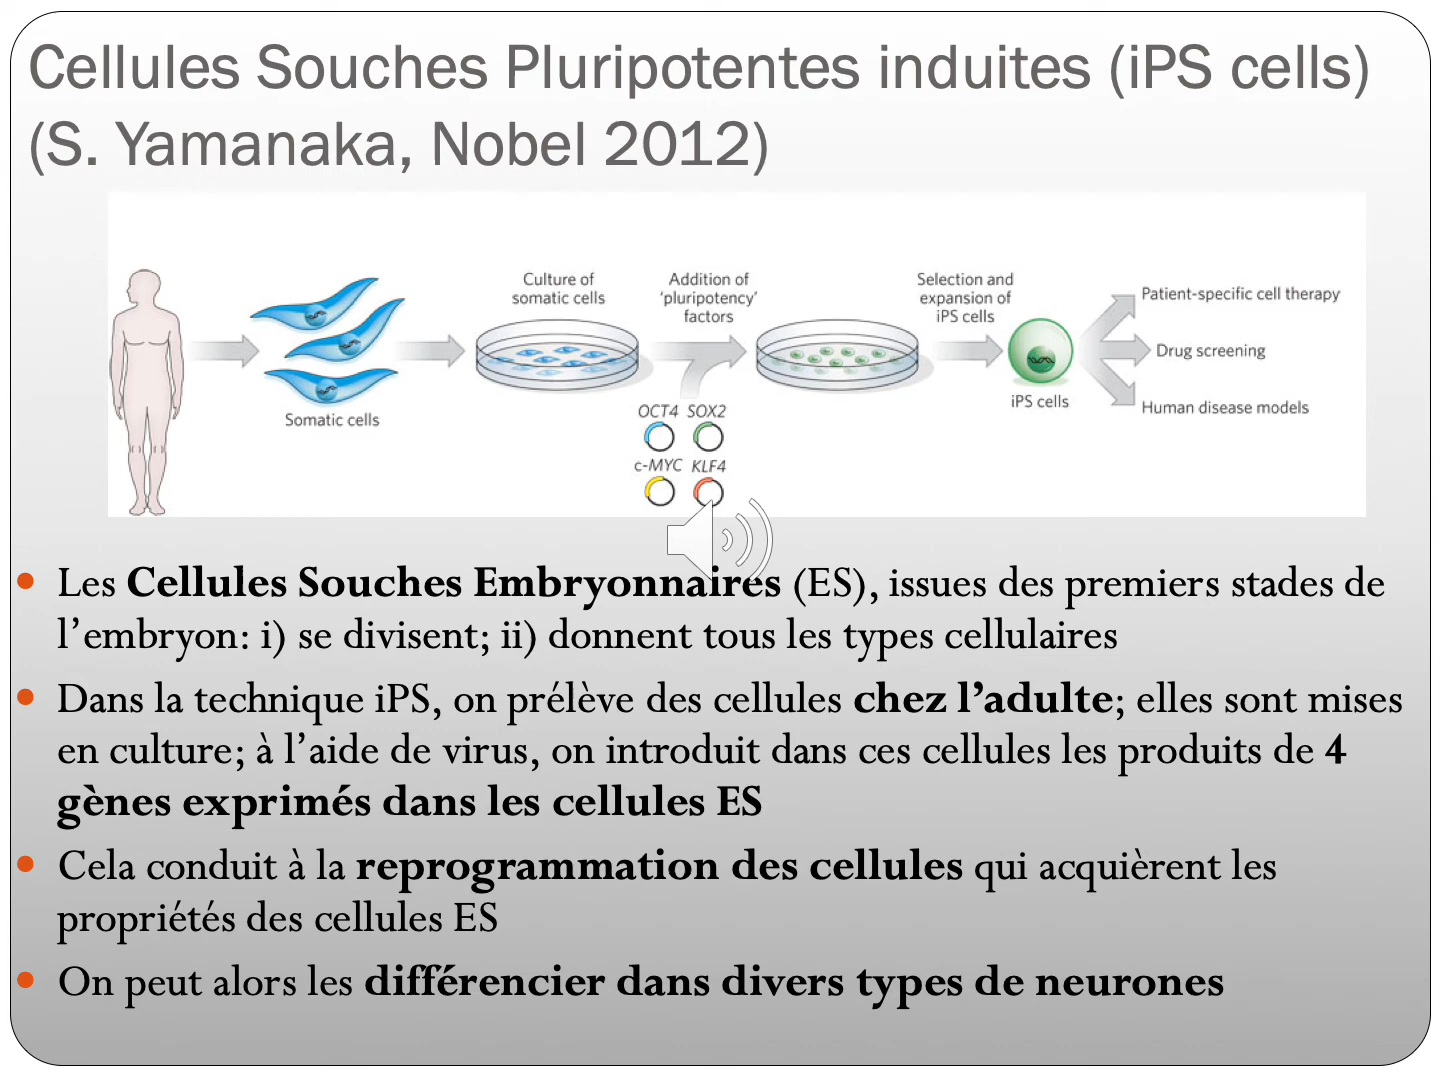 Cellules Souches Pluripotentes induites (iPS cells)
(S. Yamanaka, Nobel 2012)
Culture of
somatic cells
Addition of
'pluripotency'
factors
Selection and
expansion of
iPS cells
Patient-specific cell therapy
Drug screening
Human disease models
Somatic cells
iPS cells
OCT4 SOX2
c-MYC KLF4
• Les Cellules Souches Embryonnaires (ES), issues des premiers stades de
l'embryon: i) se divisent; ii) donnent tous les types cellulaires
• Dans la technique iPS, on prélève des cellules chez l'adulte; elles sont mises
en culture; à l'aide de virus, on introduit dans ces cellules les produits de 4
gènes exprimés dans les cellules ES
• Cela conduit à la reprogrammation des cellules qui acquièrent les
propriétés des cellules ES
• On peut alors les différencier dans divers types de neurones